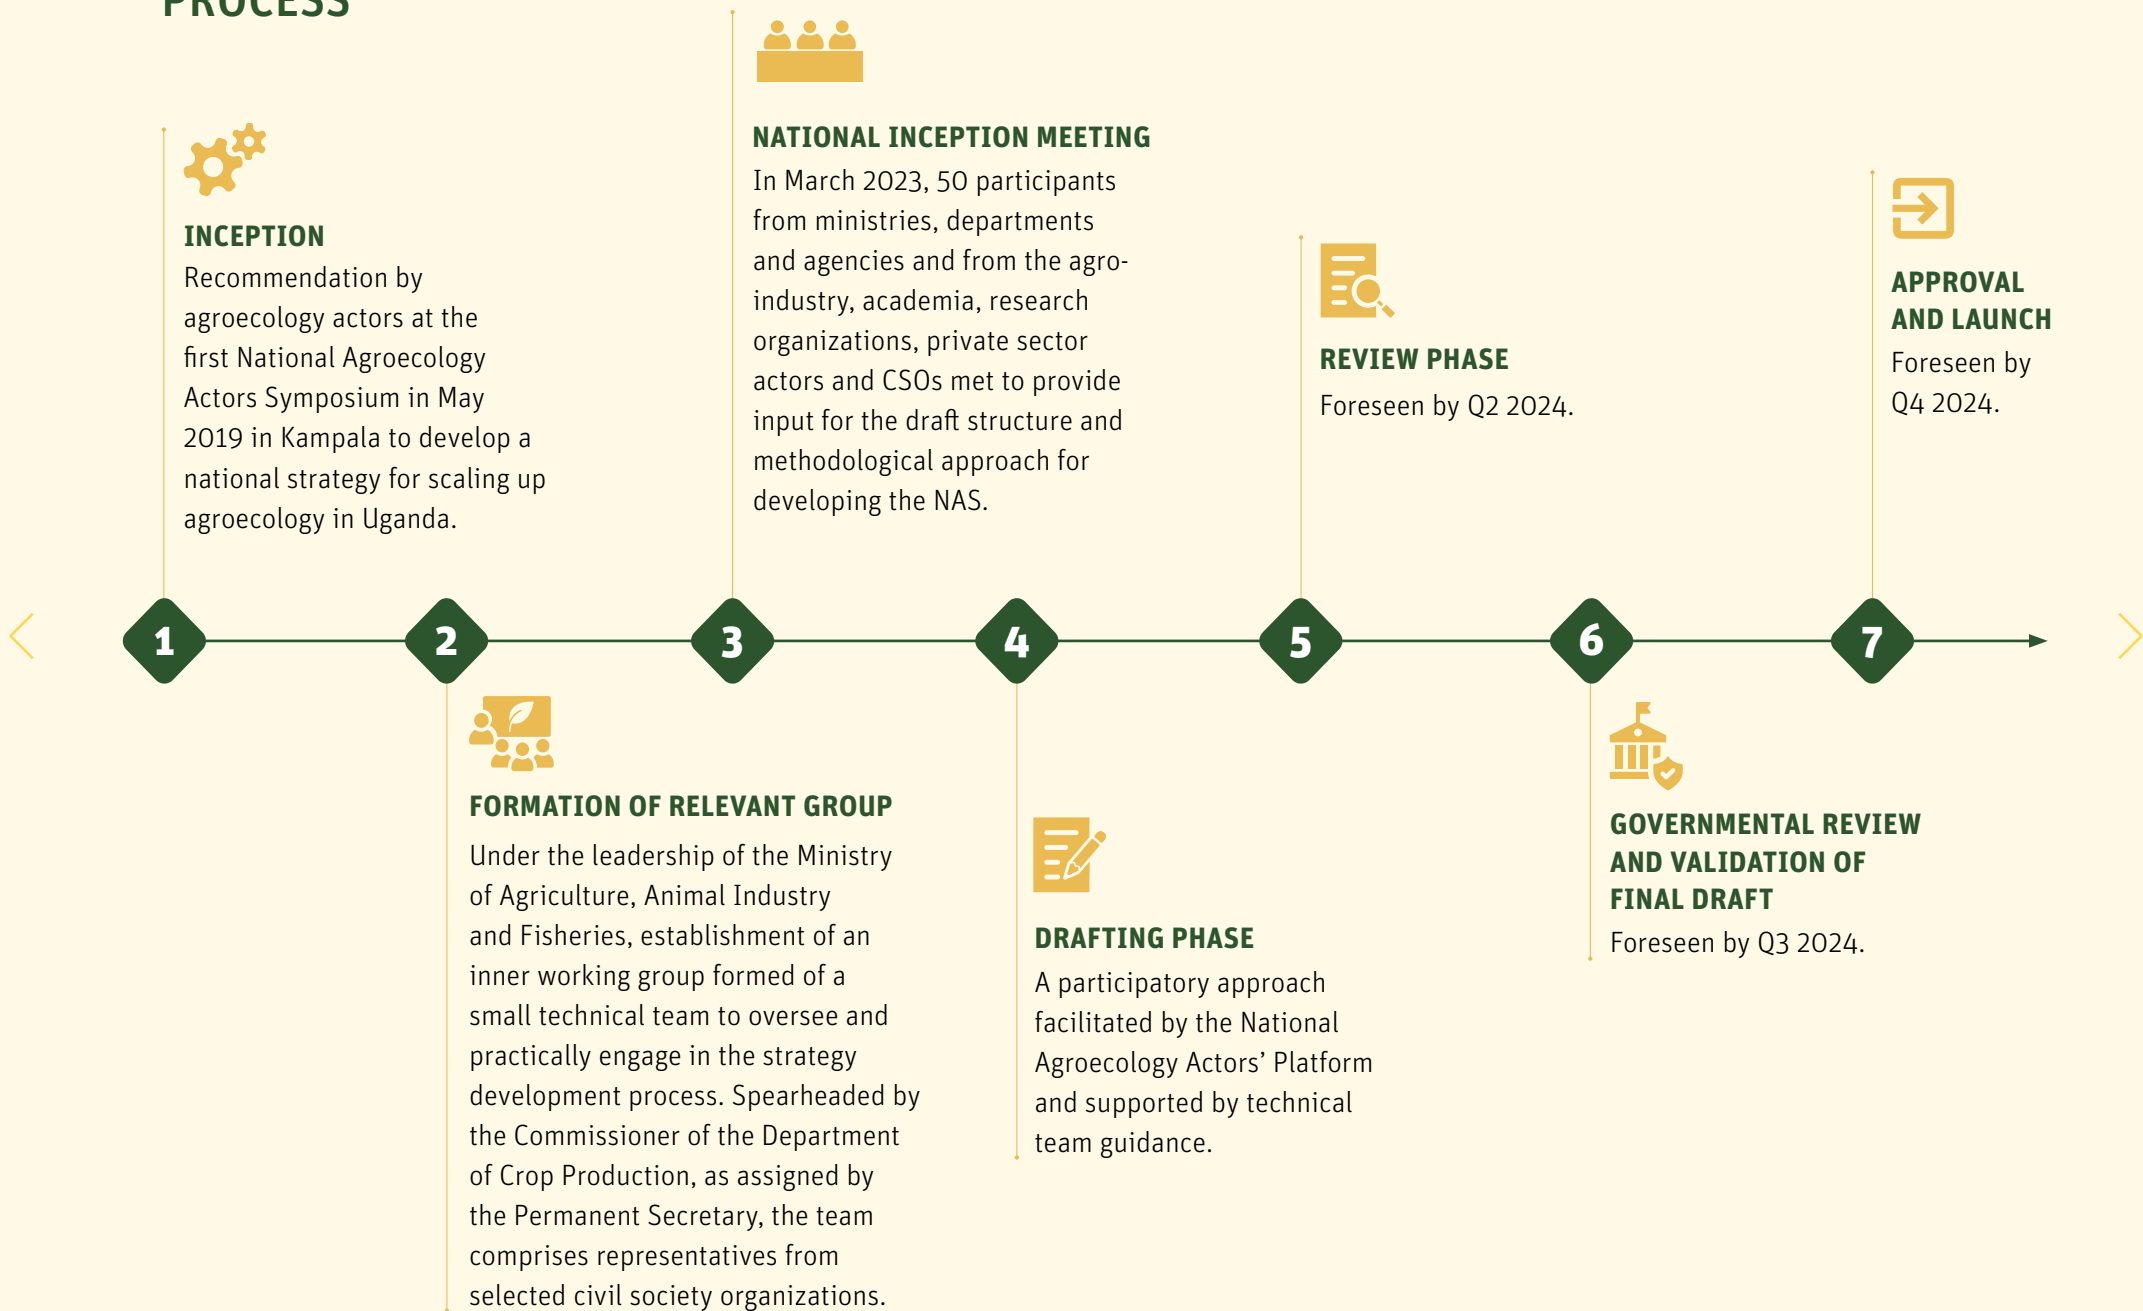 PROCESS
INCEPTION
Recommendation by
agroecology actors at the
first National Agroecology
Actors Symposium in May
2019 in Kampala to develop a
national strategy for scaling up
agroecology in Uganda.
NATIONAL INCEPTION MEETING
In March 2023, 50 participants
from ministries, departments
and agencies and from the agro-
industry, academia, research
organizations, private sector
actors and CSOs met to provide
input for the draft structure and
methodological approach for
developing the NAS.
REVIEW PHASE
Foreseen by Q2 2024.
APPROVAL
AND LAUNCH
Foreseen by
Q4 2024.
1
2
3
4
5
6
7
FORMATION OF RELEVANT GROUP
Under the leadership of the Ministry
of Agriculture, Animal Industry
and Fisheries, establishment of an
inner working group formed of a
small technical team to oversee and
practically engage in the strategy
development process. Spearheaded by
the Commissioner of the Department
of Crop Production, as assigned by
the Permanent Secretary, the team
comprises representatives from
selected civil society organizations.
DRAFTING PHASE
A participatory approach
facilitated by the National
Agroecology Actors’ Platform
and supported by technical
team guidance.
GOVERNMENTAL REVIEW
AND VALIDATION OF
FINAL DRAFT
Foreseen by Q3 2024.